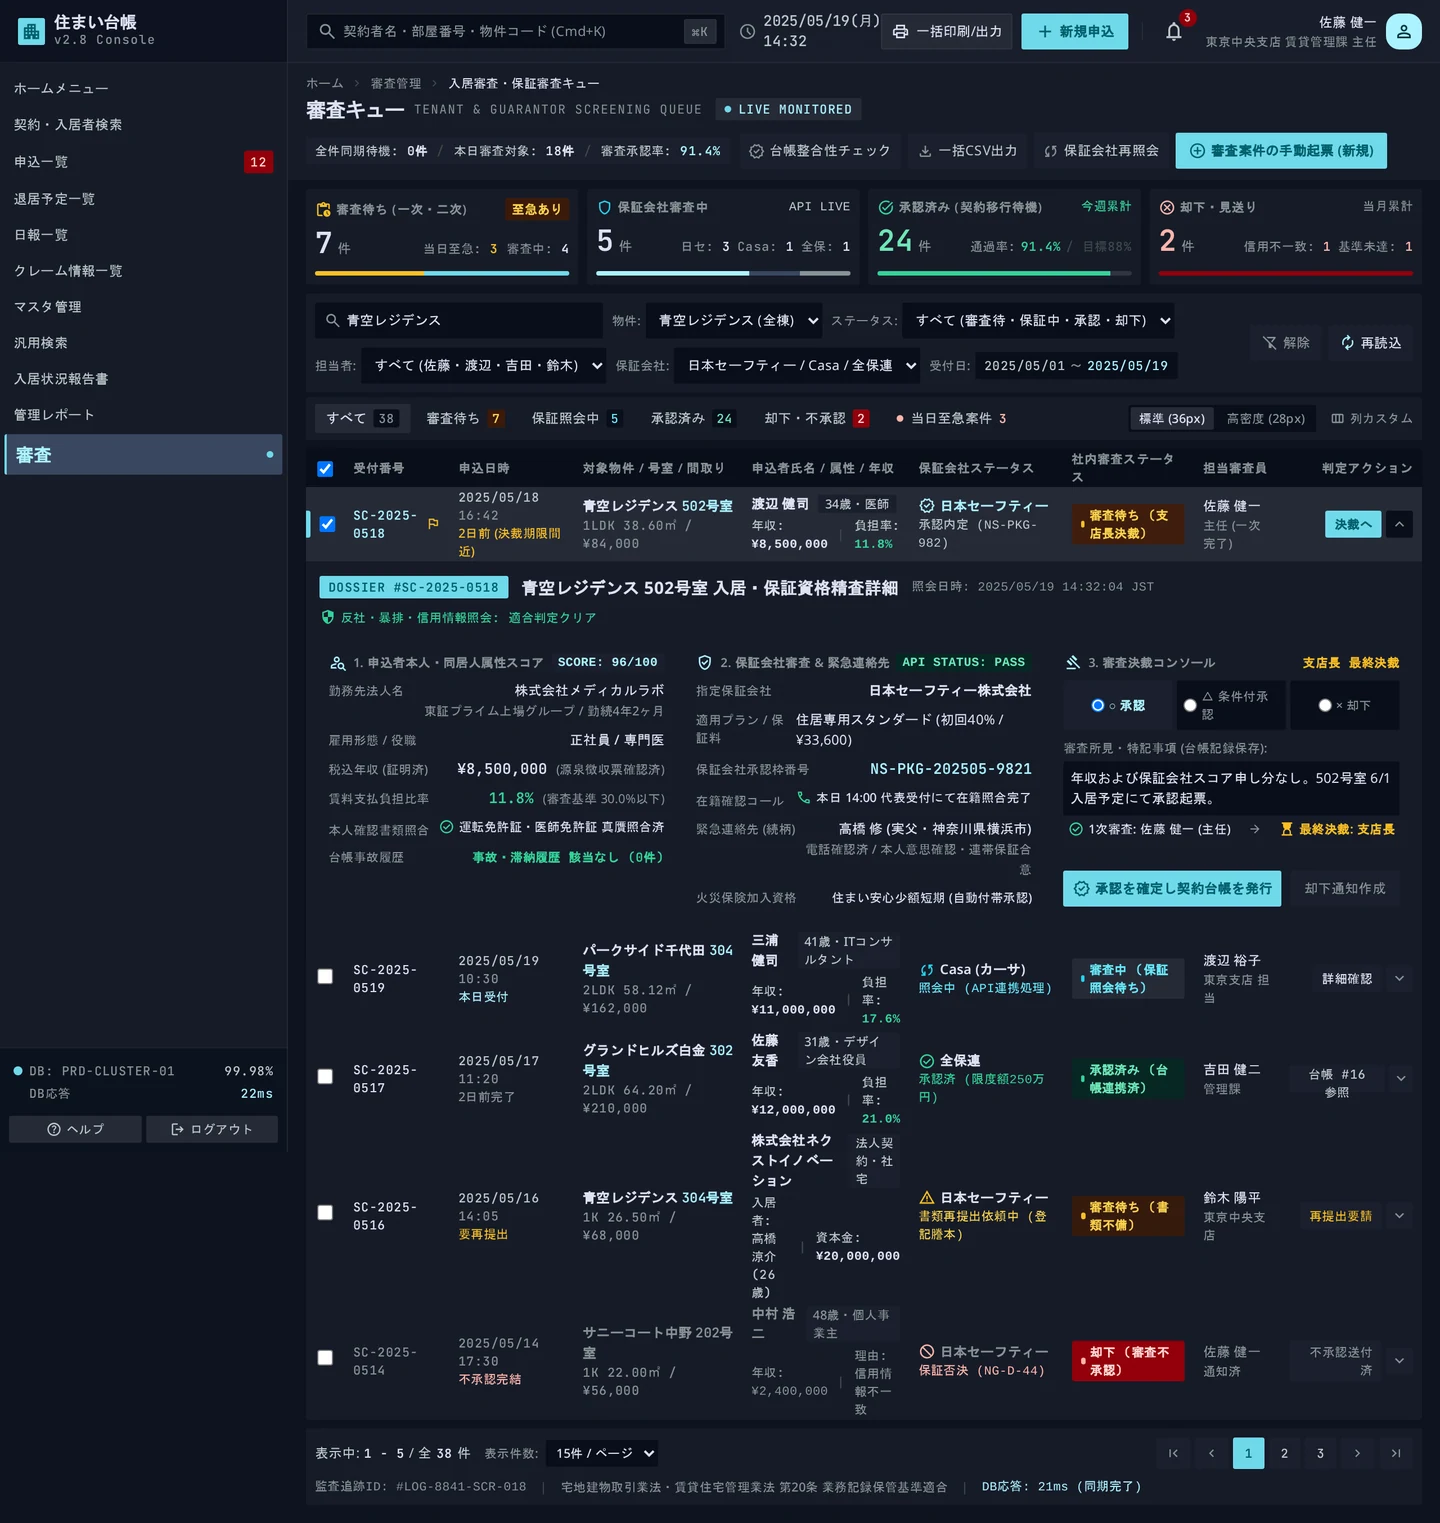 住まい台帳
v2.8 Console
契約者名・部屋番号・物件コード (Cmd+K)
⌘K
2025/05/19(月)
14:32
一括印刷/出力
新規申込
3
佐藤 健一
東京中央支店 賃貸管理課 主任
ホームメニュー
契約・入居者検索
申込一覧
12
退居予定一覧
日報一覧
クレーム情報一覧
マスタ管理
汎用検索
入居状況報告書
管理レポート
審査
DB: PRD-CLUSTER-01
99.98%
DB応答
22ms
ヘルプ
ログアウト
ホーム
審査管理
入居審査・保証審査キュー
審査キュー TENANT & GUARANTOR SCREENING QUEUE
LIVE MONITORED
全件同期待機: 0件 / 本日審査対象: 18件 / 審査承認率: 91.4%
台帳整合性チェック
一括CSV出力
保証会社再照会
審査案件の手動起票 (新規)
審査待ち (一次・二次)
至急あり
7 件
当日至急: 3 審査中: 4
保証会社審査中
API LIVE
5 件
日セ: 3 Casa: 1 全保: 1
承認済み (契約移行待機)
今週累計
24 件
通過率: 91.4% / 目標88%
却下・見送り
当月累計
2 件
信用不一致: 1 基準未達: 1
青空レジデンス
物件:
青空レジデンス (全棟)
ステータス:
すべて (審査待・保証中・承認・却下)
担当者:
すべて (佐藤・渡辺・吉田・鈴木)
保証会社:
日本セーフティー / Casa / 全保連
受付日:
2025/05/01 ～ 2025/05/19
解除
再読込
すべて 38
審査待ち 7
保証照会中 5
承認済み 24
却下・不承認 2
当日至急案件 3
標準 (36px)
高密度 (28px)
列カスタム
受付番号
申込日時
対象物件 / 号室 / 間取り
申込者氏名 / 属性 / 年収
保証会社ステータス
社内審査ステータ
ス
担当審査員
判定アクション
SC-2025-
0518
2025/05/18
16:42
2日前 (決裁期限間
近)
青空レジデンス 502号室
1LDK 38.60㎡ /
¥84,000
渡辺 健司
34歳・医師
年収:
¥8,500,000
負担率:
11.8%
日本セーフティー
承認内定 (NS-PKG-
982)
審査待ち (支
店長決裁)
佐藤 健一
主任 (一次
完了)
決裁へ
DOSSIER #SC-2025-0518
青空レジデンス 502号室 入居・保証資格精査詳細
照会日時: 2025/05/19 14:32:04 JST
反社・暴排・信用情報照会: 適合判定クリア
1. 申込者本人・同居人属性スコア
SCORE: 96/100
勤務先法人名
株式会社メディカルラボ
東証プライム上場グループ / 勤続4年2ヶ月
雇用形態 / 役職
正社員 / 専門医
税込年収 (証明済)
¥8,500,000 (源泉徴収票確認済)
賃料支払負担比率
11.8% (審査基準 30.0%以下)
本人確認書類照合
運転免許証・医師免許証 真贋照合済
台帳事故履歴
事故・滞納履歴 該当なし (0件)
2. 保証会社審査 & 緊急連絡先
API STATUS: PASS
指定保証会社
日本セーフティー株式会社
適用プラン / 保
証料
住居専用スタンダード (初回40% /
¥33,600)
保証会社承認枠番号
NS-PKG-202505-9821
在籍確認コール
本日 14:00 代表受付にて在籍照合完了
緊急連絡先 (続柄)
高橋 修 (実父・神奈川県横浜市)
電話確認済 / 本人意思確認・連帯保証合
意
火災保険加入資格
住まい安心少額短期 (自動付帯承認)
3. 審査決裁コンソール
支店長 最終決裁
○ 承認
△ 条件付承
認
× 却下
審査所見・特記事項 (台帳記録保存):
年収および保証会社スコア申し分なし。502号室 6/1
入居予定にて承認起票。
1次審査: 佐藤 健一 (主任)
最終決裁: 支店長
承認を確定し契約台帳を発行
却下通知作成
SC-2025-
0519
2025/05/19
10:30
本日受付
パークサイド千代田 304
号室
2LDK 58.12㎡ /
¥162,000
三浦
健司
41歳・ITコンサ
ルタント
年収:
¥11,000,000
負担
率:
17.6%
Casa (カーサ)
照会中 (API連携処理)
審査中 (保証
照会待ち)
渡辺 裕子
東京支店 担
当
詳細確認
SC-2025-
0517
2025/05/17
11:20
2日前完了
グランドヒルズ白金 302
号室
2LDK 64.20㎡ /
¥210,000
佐藤
友香
31歳・デザイ
ン会社役員
年収:
¥12,000,000
負担
率:
21.0%
全保連
承認済 (限度額250万
円)
承認済み (台
帳連携済)
吉田 健二
管理課
台帳 #16
参照
SC-2025-
0516
2025/05/16
14:05
要再提出
青空レジデンス 304号室
1K 26.50㎡ /
¥68,000
株式会社ネク
ストイノベー
ション
法人契
約・社
宅
入居
者:
高橋
涼介
(26
歳)
資本金:
¥20,000,000
日本セーフティー
書類再提出依頼中 (登
記謄本)
審査待ち (書
類不備)
鈴木 陽平
東京中央支
店
再提出要請
SC-2025-
0514
2025/05/14
17:30
不承認完結
サニーコート中野 202号
室
1K 22.00㎡ /
¥56,000
中村 浩
二
48歳・個人事
業主
年収:
¥2,400,000
理由:
信用情
報不一
致
日本セーフティー
保証否決 (NG-D-44)
却下 (審査不
承認)
佐藤 健一
通知済
不承認送付
済
表示中: 1 - 5 / 全 38 件
表示件数:
15件 / ページ
1
2
3
監査追跡ID: #LOG-8841-SCR-018
宅地建物取引業法・賃貸住宅管理業法 第20条 業務記録保管基準適合
DB応答: 21ms (同期完了)